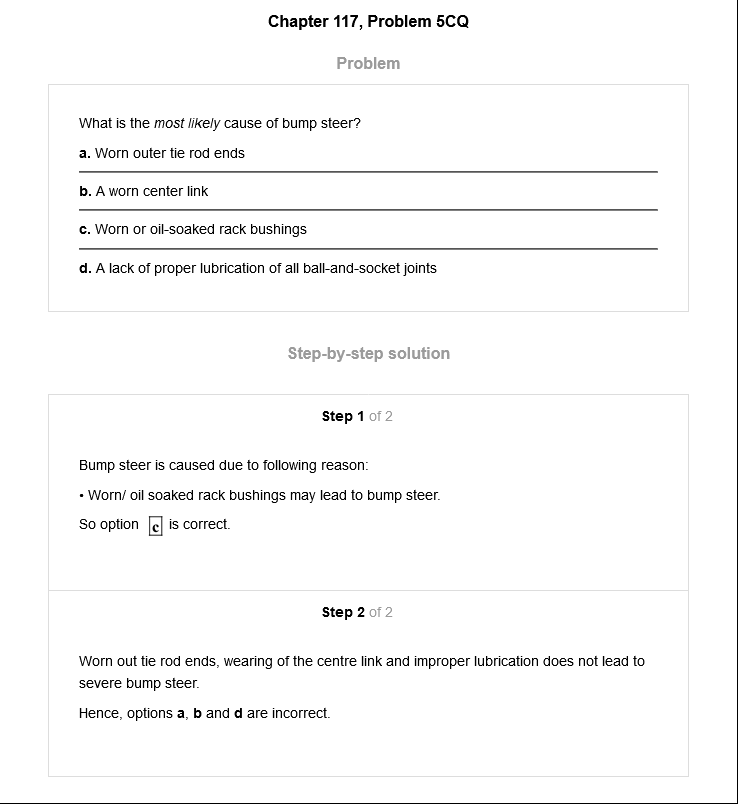 Chapter 117, Problem 5CQ
Problem
What is the most likely cause of bump steer?
a. Worn outer tie rod ends
b. A worn center link
c. Worn or oil-soaked rack bushings
d. A lack of proper lubrication of all ball-and-socket joints
Step-by-step solution
Step 1 of 2
Bump steer is caused due to following reason:
• Worn/ oil soaked rack bushings may lead to bump steer.
So option c is correct.
Step 2 of 2
Worn out tie rod ends, wearing of the centre link and improper lubrication does not lead to
severe bump steer.
Hence, options a, b and d are incorrect.